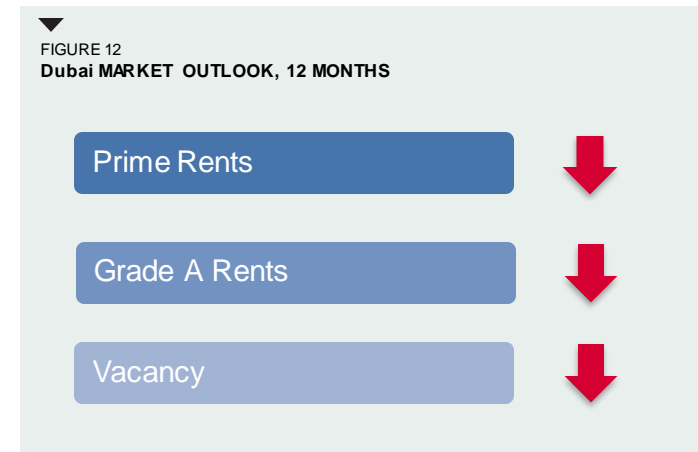 FIGURE 12
Dubai MARKET OUTLOOK, 12 MONTHS
Prime Rents
Grade A Rents
Vacancy